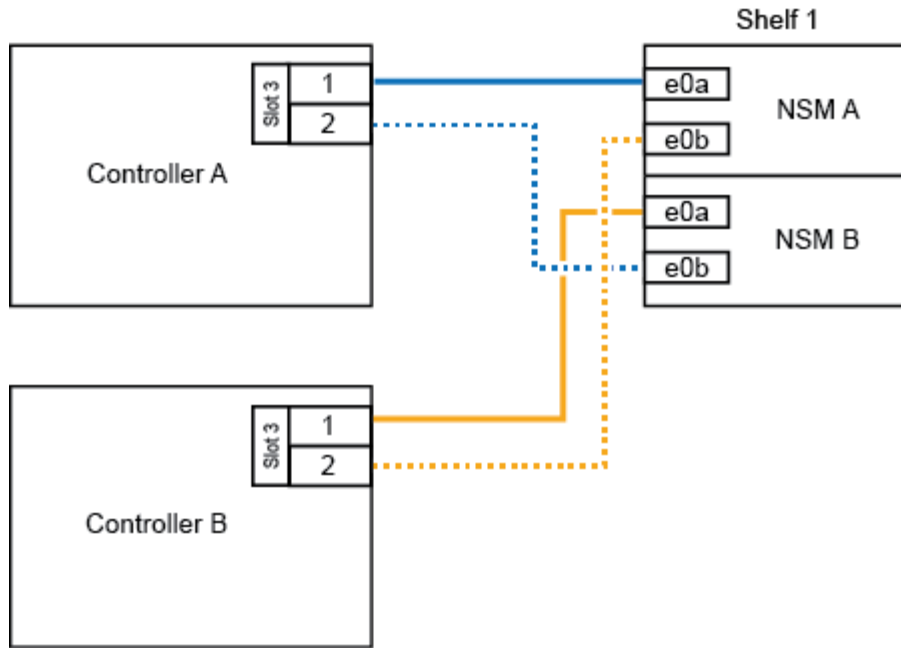 Shelf 1
Slot 3
1
2
Controller A
e0a
e0b
NSM A
e0a
e0b
NSM B
Slot 3
1
2
Controller B